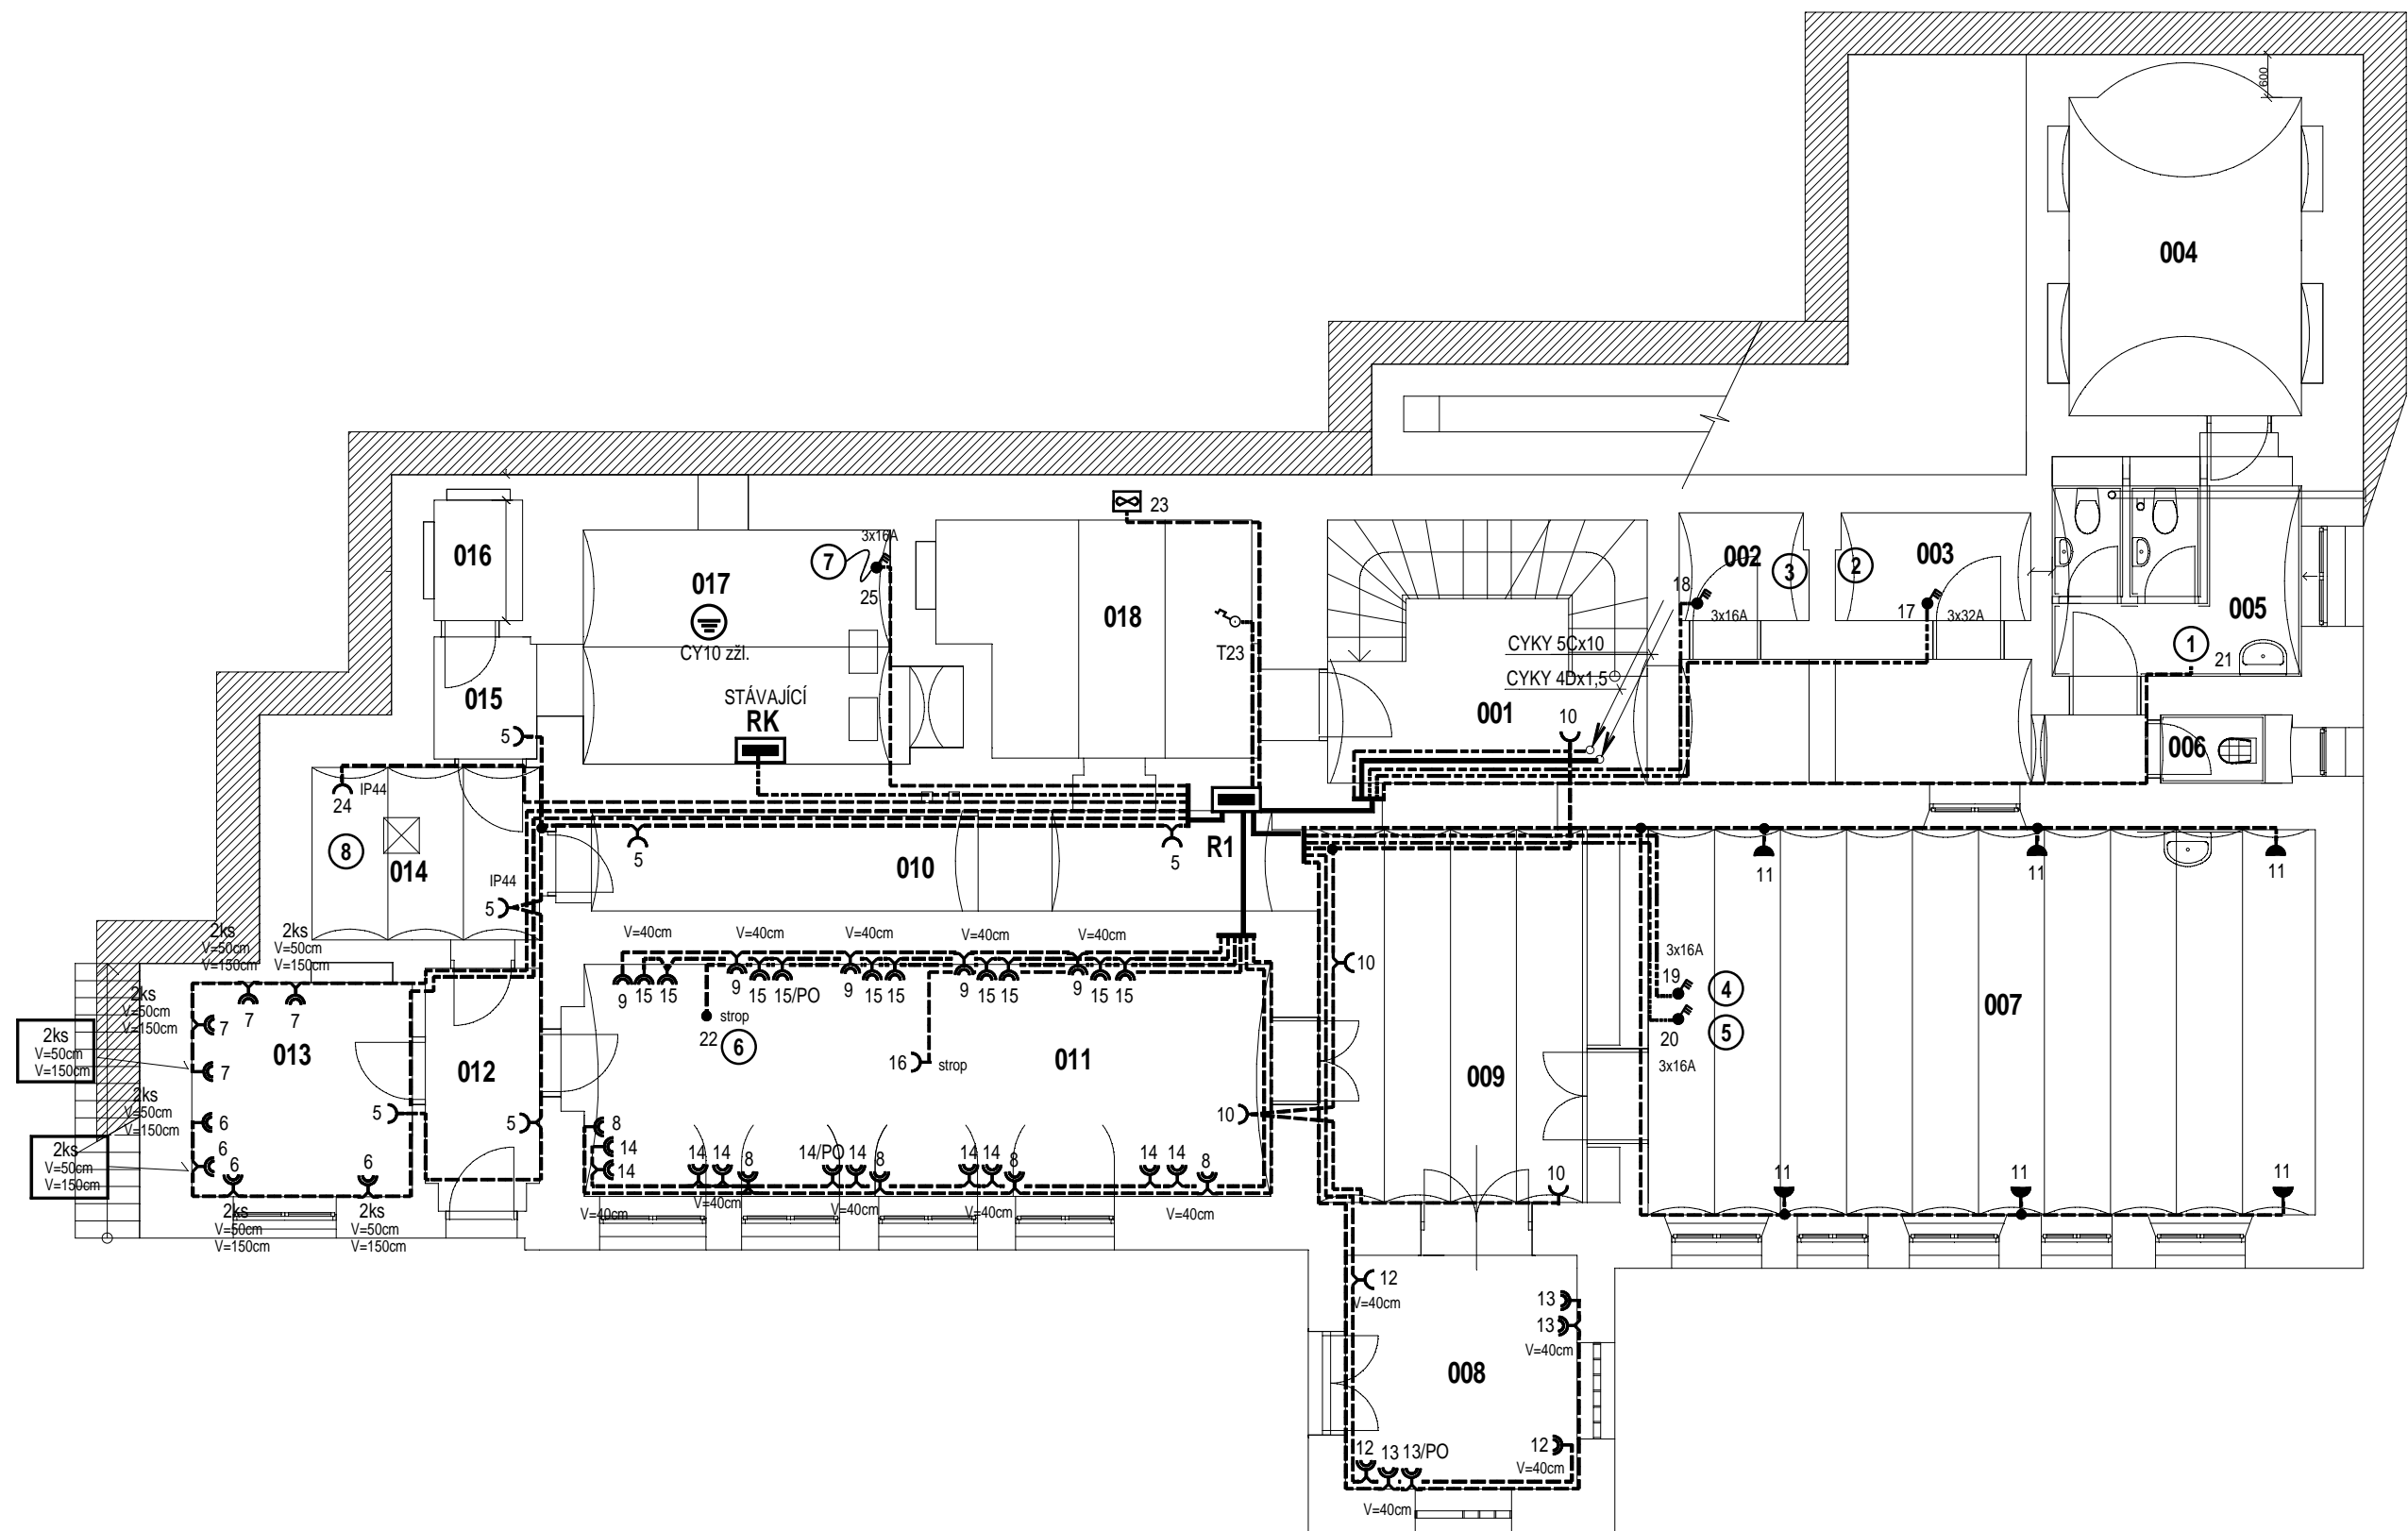 600
004
23
016
017
7
3x16A
25
CY10 zžl.
STÁVAJÍCÍ
RK
018
T23
002
3
18
3x16A
2
003
17
3x32A
005
1
21
CYKY 5Cx10
CYKY 4Dx1,5
001
10
006
015
5
24
IP44
8
014
IP44
5
5
010
5
R1
11
11
11
2ks
V=50cm
V=150cm
2ks
V=50cm
V=150cm
2ks
V=50cm
V=150cm
2ks
V=50cm
V=150cm
7
7
7
7
013
2ks
V=50cm
V=150cm
6
2ks
V=50cm
V=150cm
6
6
6
2ks
V=50cm
V=150cm
2ks
V=50cm
V=150cm
012
5
5
V=40cm
V=40cm
V=40cm
V=40cm
V=40cm
9
15
15
9
15
15/PO
9
15
15
9
15
15
9
15
15
strop
22
6
16
strop
011
10
8
14
14
14
14
8
14/PO
14
8
14
14
8
14
14
8
V=40cm
V=40cm
V=40cm
V=40cm
V=40cm
10
009
10
3x16A
19
4
20
5
3x16A
007
11
11
11
12
V=40cm
13
13
V=40cm
008
12
13
13/PO
12
V=40cm
V=40cm